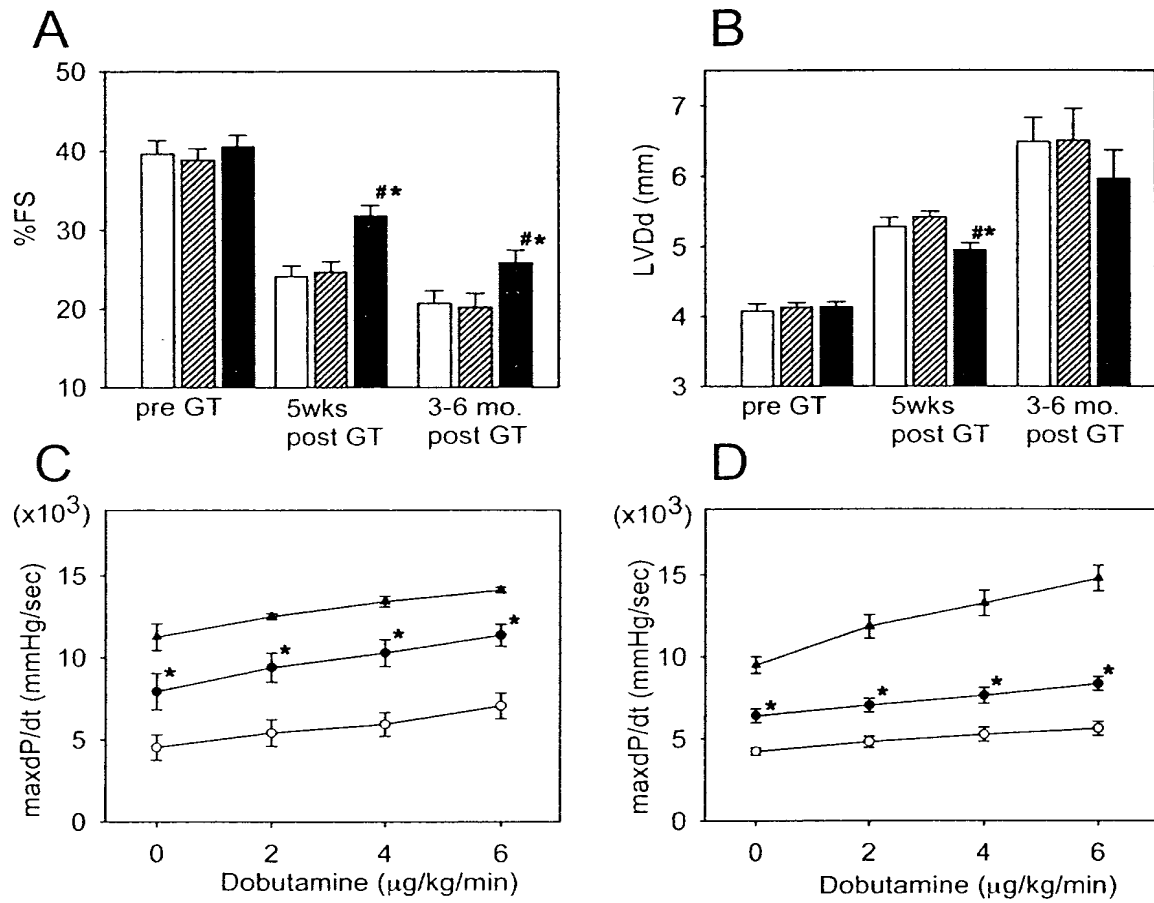 A
50
40
30
20
10
%FS
#*
#*
pre GT
5wks
post GT
3-6 mo.
post GT
B
7
6
5
4
3
LVDd (mm)
#*
pre GT
5wks
post GT
3-6 mo.
post GT
C
(x10³)
15
10
5
0
maxdP/dt (mmHg/sec)
*
*
*
*
0 2 4 6
Dobutamine (µg/kg/min)
D
(x10³)
15
10
5
0
maxdP/dt (mmHg/sec)
*
*
*
*
0 2 4 6
Dobutamine (µg/kg/min)